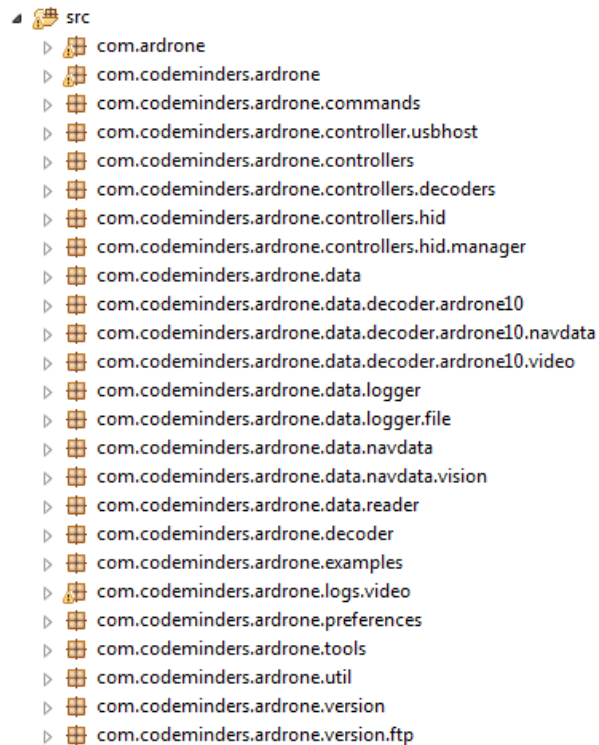 src
com.ardrone
com.codeminders.ardrone
com.codeminders.ardrone.commands
com.codeminders.ardrone.controller.usbhost
com.codeminders.ardrone.controllers
com.codeminders.ardrone.controllers.decoders
com.codeminders.ardrone.controllers.hid
com.codeminders.ardrone.controllers.hid.manager
com.codeminders.ardrone.data
com.codeminders.ardrone.data.decoder.ardrone10
com.codeminders.ardrone.data.decoder.ardrone10.navdata
com.codeminders.ardrone.data.decoder.ardrone10.video
com.codeminders.ardrone.data.logger
com.codeminders.ardrone.data.logger.file
com.codeminders.ardrone.data.navdata
com.codeminders.ardrone.data.navdata.vision
com.codeminders.ardrone.data.reader
com.codeminders.ardrone.decoder
com.codeminders.ardrone.examples
com.codeminders.ardrone.logs.video
com.codeminders.ardrone.preferences
com.codeminders.ardrone.tools
com.codeminders.ardrone.util
com.codeminders.ardrone.version
com.codeminders.ardrone.version.ftp